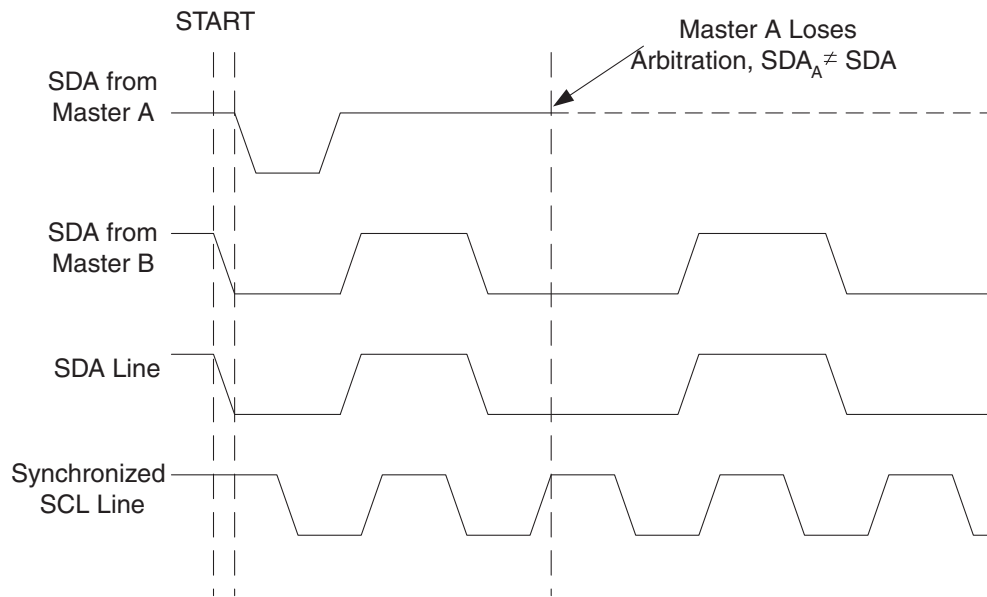 START
Master A Loses
Arbitration, SDA_A ≠ SDA
SDA from
Master A
SDA from
Master B
SDA Line
Synchronized
SCL Line